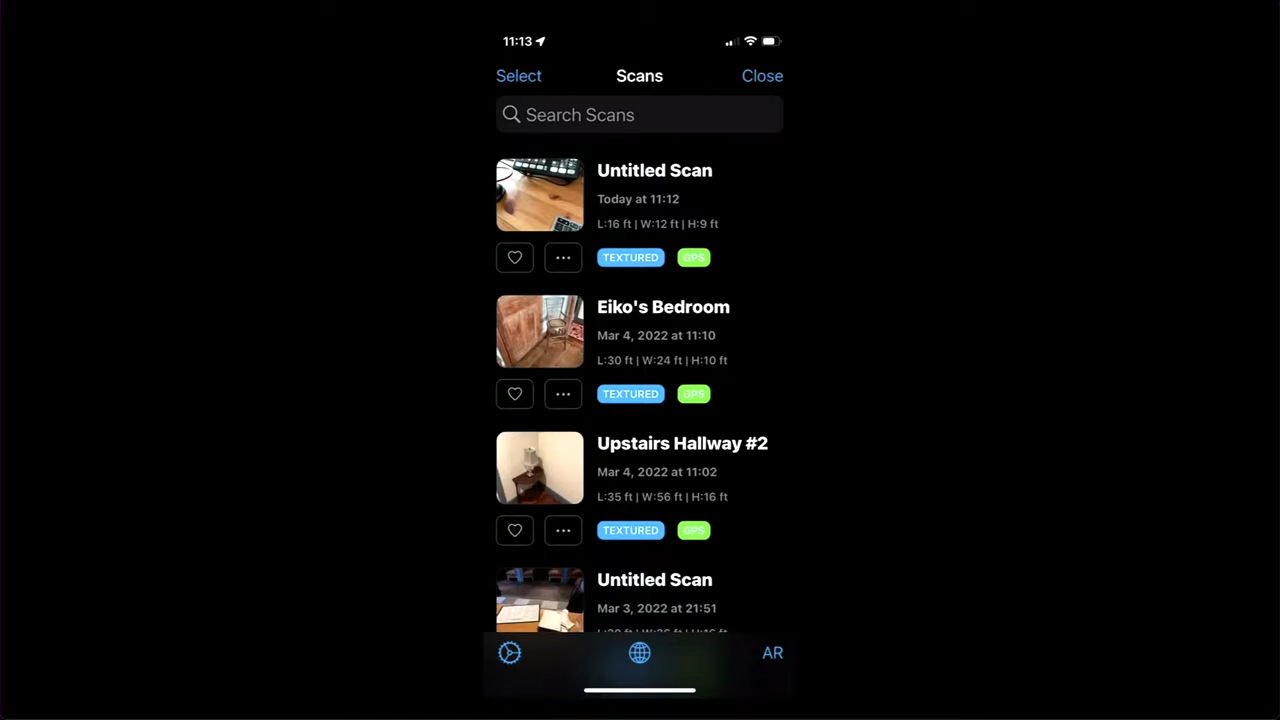 11:13
Select Scans Close
Search Scans
Untitled Scan
Today at 11:12
L:16 ft | W:12 ft | H:9 ft
TEXTURED GPS
Eiko's Bedroom
Mar 4, 2022 at 11:10
L:30 ft | W:24 ft | H:10 ft
TEXTURED GPS
Upstairs Hallway #2
Mar 4, 2022 at 11:02
L:35 ft | W:56 ft | H:16 ft
TEXTURED GPS
Untitled Scan
Mar 3, 2022 at 21:51
AR